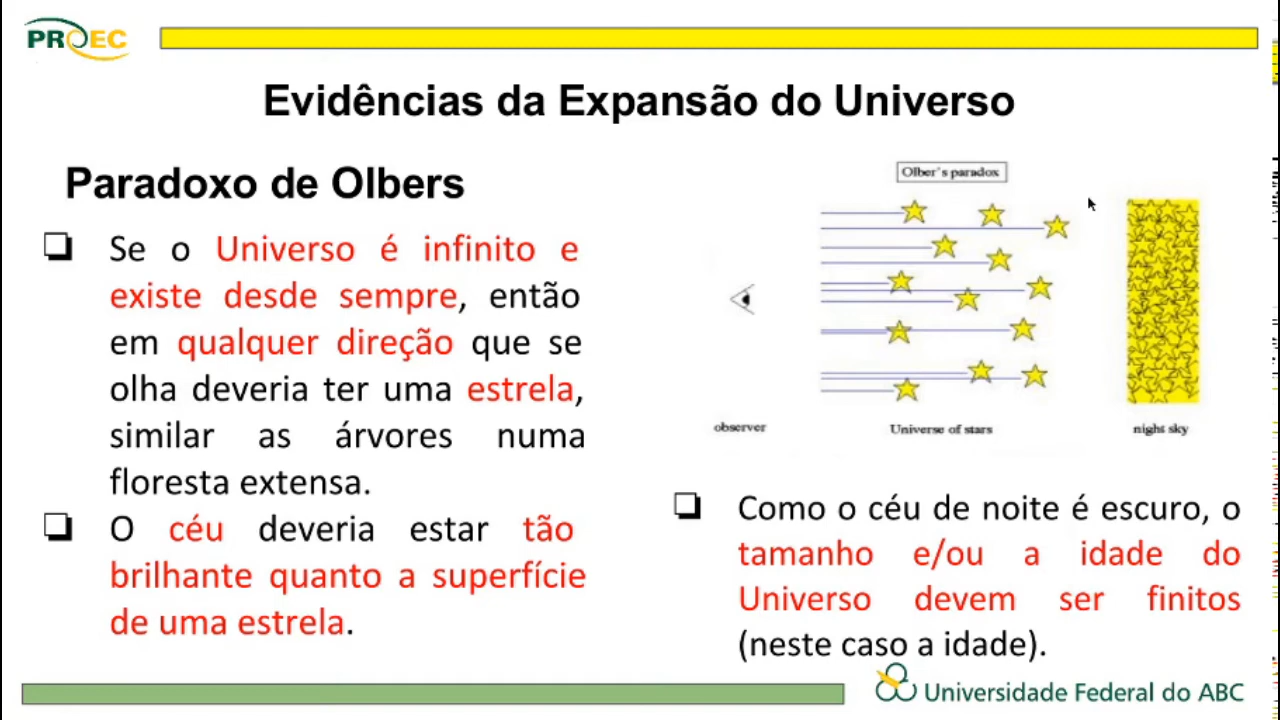 PROEC
Evidências da Expansão do Universo
Paradoxo de Olbers
Se o Universo é infinito e
existe desde sempre, então
em qualquer direção que se
olha deveria ter uma estrela,
similar as árvores numa
floresta extensa.
O céu deveria estar tão
brilhante quanto a superfície
de uma estrela.
Olber's paradox
observer
Universe of stars
night sky
Como o céu de noite é escuro, o
tamanho e/ou a idade do
Universo devem ser finitos
(neste caso a idade).
Universidade Federal do ABC